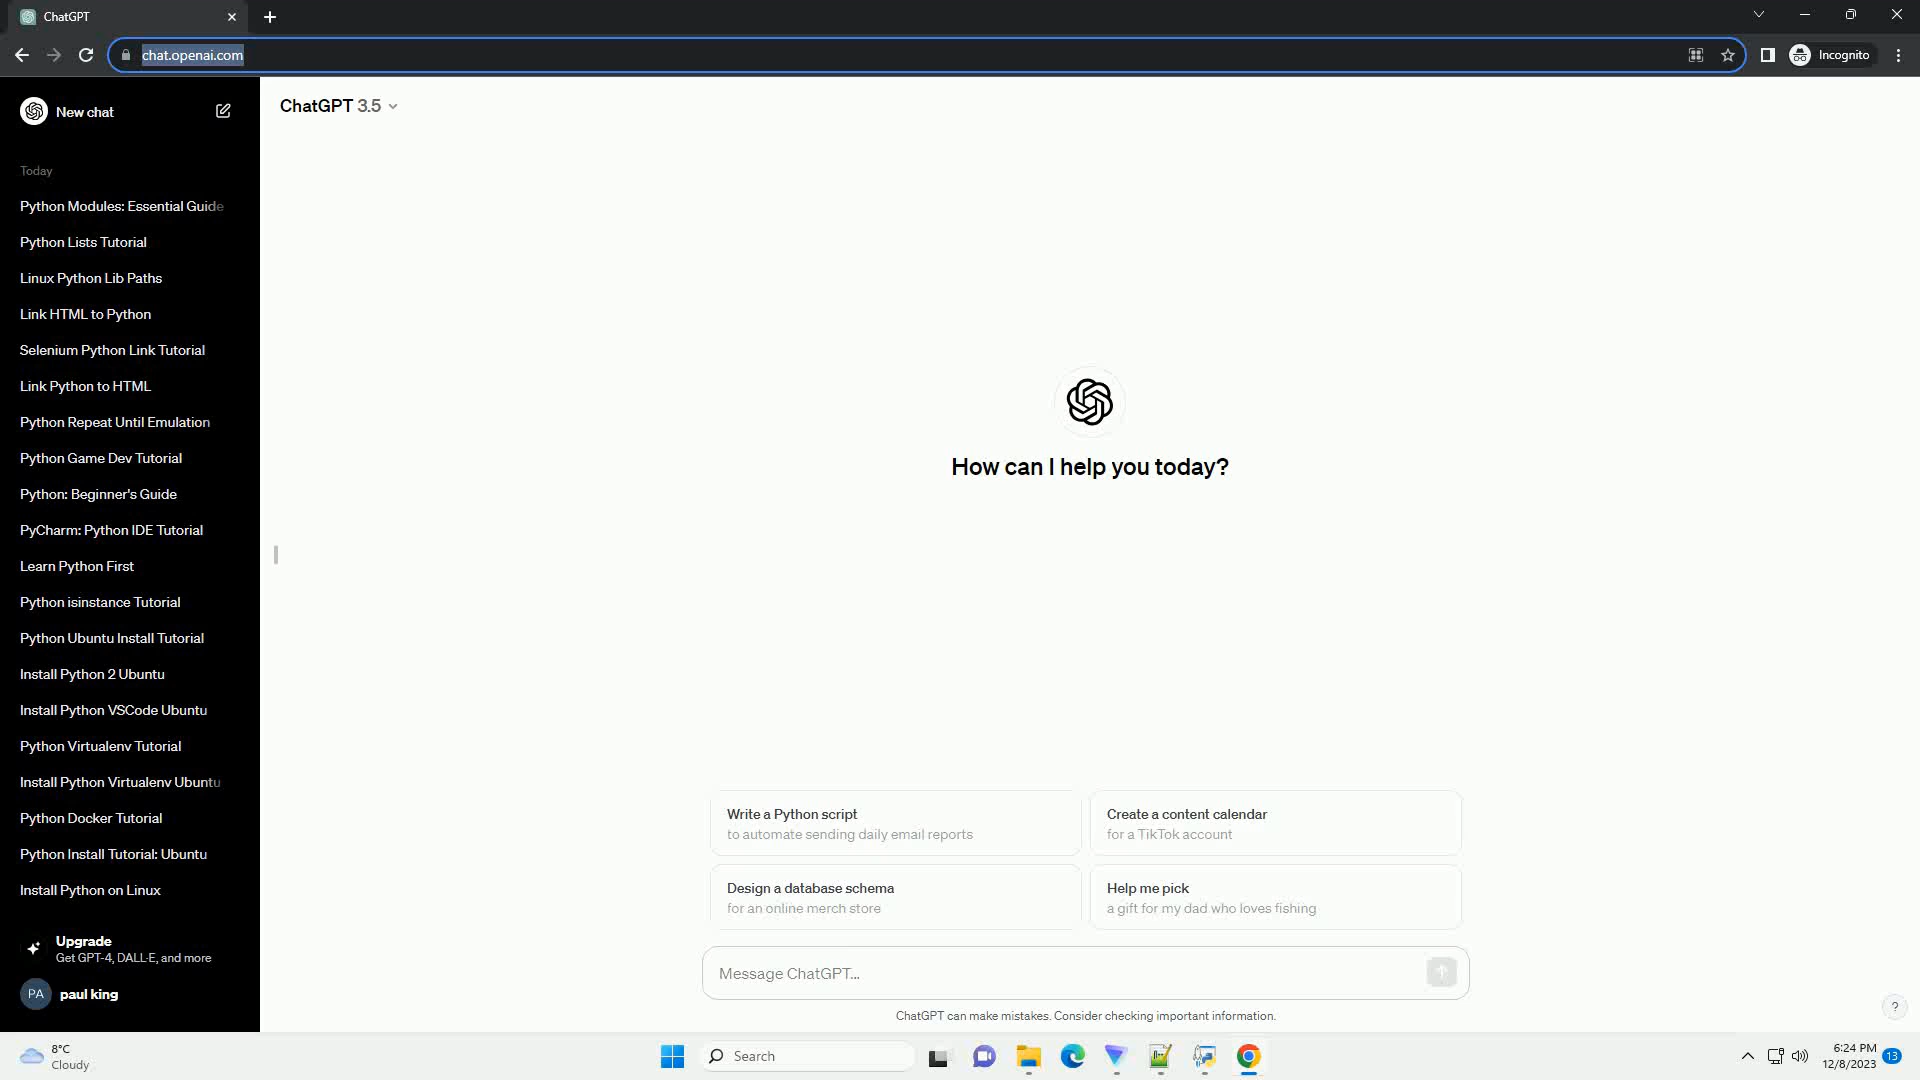 ChatGPT
chat.openai.com
Incognito
New chat
ChatGPT 3.5
Today
Python Modules: Essential Guide
Python Lists Tutorial
Linux Python Lib Paths
Link HTML to Python
Selenium Python Link Tutorial
Link Python to HTML
Python Repeat Until Emulation
Python Game Dev Tutorial
Python: Beginner's Guide
PyCharm: Python IDE Tutorial
Learn Python First
Python isinstance Tutorial
Python Ubuntu Install Tutorial
Install Python 2 Ubuntu
Install Python VSCode Ubuntu
Python Virtualenv Tutorial
Install Python Virtualenv Ubuntu
Python Docker Tutorial
Python Install Tutorial: Ubuntu
Install Python on Linux
Upgrade
Get GPT-4, DALL·E, and more
PA paul king
How can I help you today?
Write a Python script
to automate sending daily email reports
Create a content calendar
for a TikTok account
Design a database schema
for an online merch store
Help me pick
a gift for my dad who loves fishing
Message ChatGPT...
ChatGPT can make mistakes. Consider checking important information.
?
8°C
Cloudy
Search
6:24 PM
12/8/2023
13